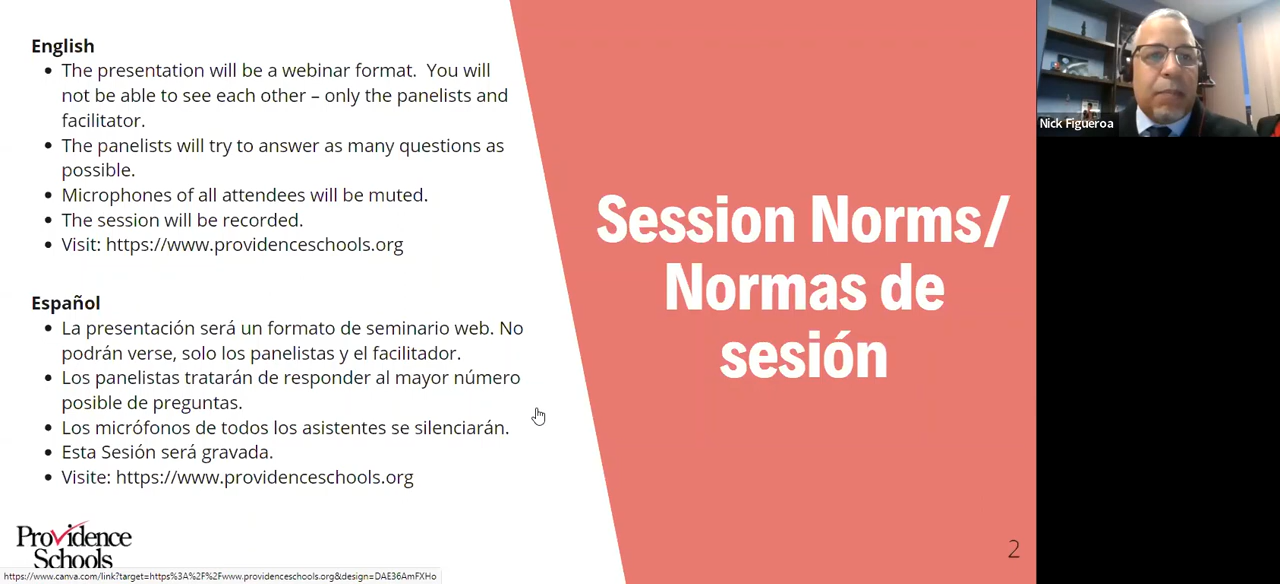 English
The presentation will be a webinar format. You will
not be able to see each other – only the panelists and
facilitator.
The panelists will try to answer as many questions as
possible.
Microphones of all attendees will be muted.
The session will be recorded.
Visit: https://www.providenceschools.org
Español
La presentación será un formato de seminario web. No
podrán verse, solo los panelistas y el facilitador.
Los panelistas tratarán de responder al mayor número
posible de preguntas.
Los micrófonos de todos los asistentes se silenciarán.
Esta Sesión será gravada.
Visite: https://www.providenceschools.org
Providence
Schools
https://www.canva.com/link?target=https%3A%2F%2Fwww.providenceschools.org&design=DAE36AmFXHo
Session Norms/
Normas de
sesión
2
Nick Figueroa